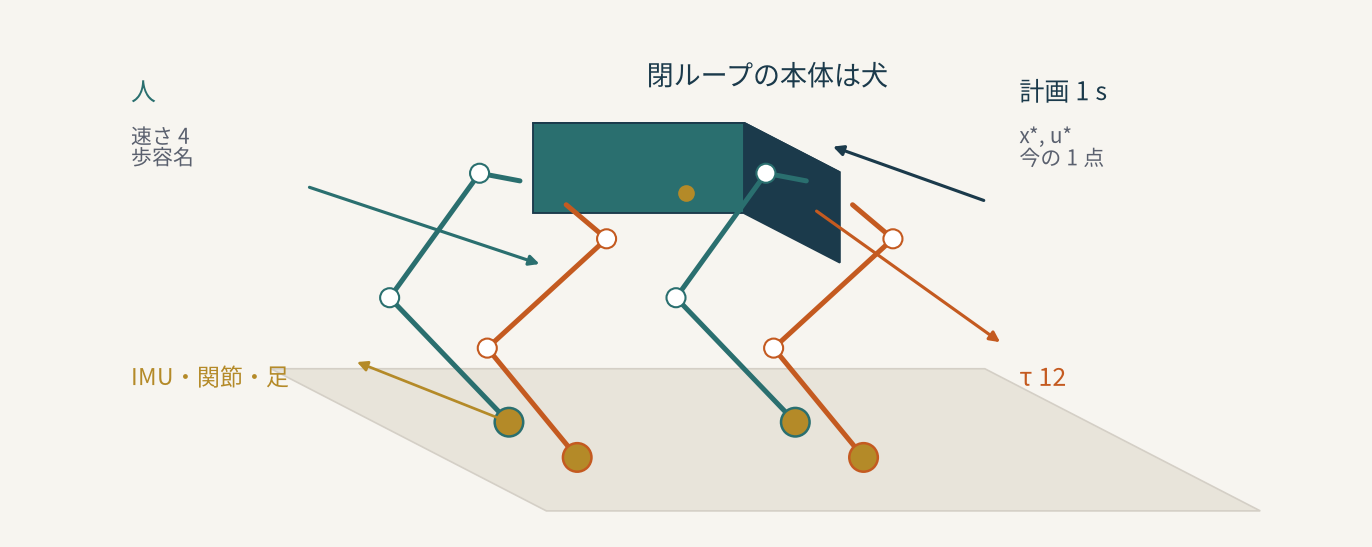 閉ループの本体は犬
人
速さ 4
歩容名
計画 1 s
x*, u*
今の 1 点
IMU・関節・足
τ 12